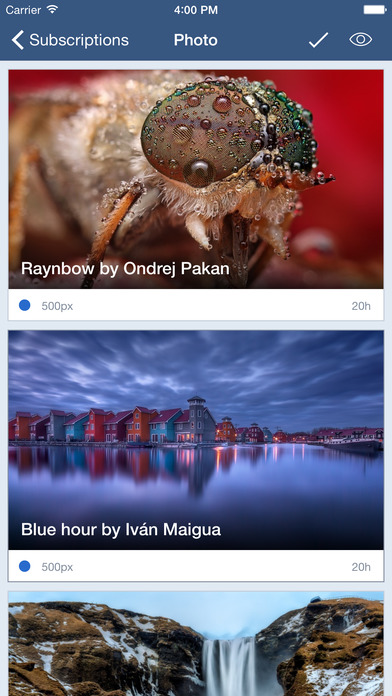 Carrier 4:00 PM
Subscriptions Photo
Raynbow by Ondrej Pakan
500px 20h
Blue hour by Iván Maigua
500px 20h